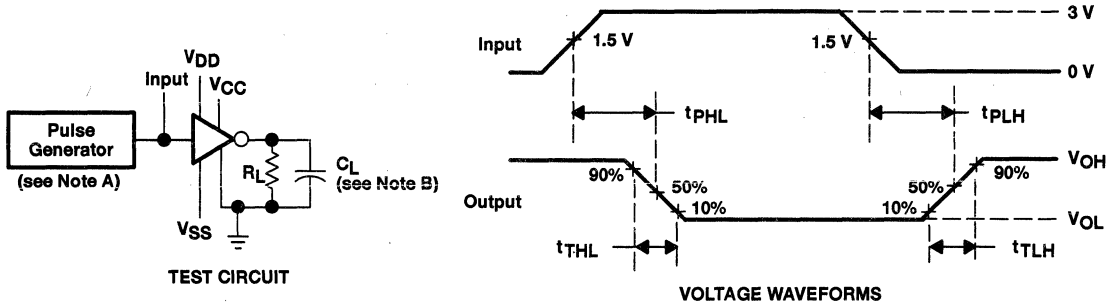 VDD
Input
VCC
Pulse
Generator
(see Note A)
RL
CL
(see Note B)
VSS
TEST CIRCUIT
Input
1.5 V
1.5 V
3 V
0 V
tPHL
tPLH
Output
90%
50%
10%
50%
10%
90%
VOH
VOL
tTHL
tTLH
VOLTAGE WAVEFORMS